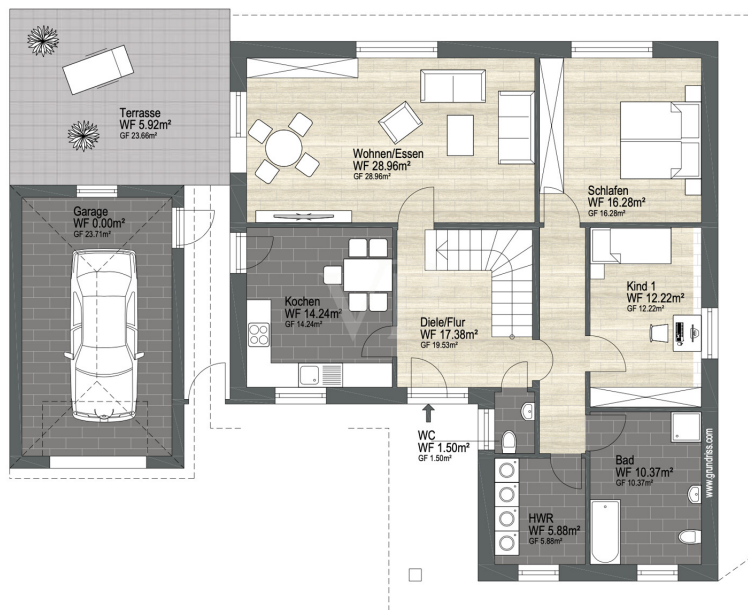 Terrasse
WF 5.92m²
GF 23.66m²
Wohnen/Essen
WF 28.96m²
GF 28.96m²
Schlafen
WF 16.28m²
GF 16.28m²
Garage
WF 0.00m²
GF 23.71m²
Kochen
WF 14.24m²
GF 14.24m²
Diele/Flur
WF 17.38m²
GF 19.53m²
Kind 1
WF 12.22m²
GF 12.22m²
WC
WF 1.50m²
GF 1.50m²
Bad
WF 10.37m²
GF 10.37m²
HWR
WF 5.88m²
GF 5.88m²
www.grundriss.com